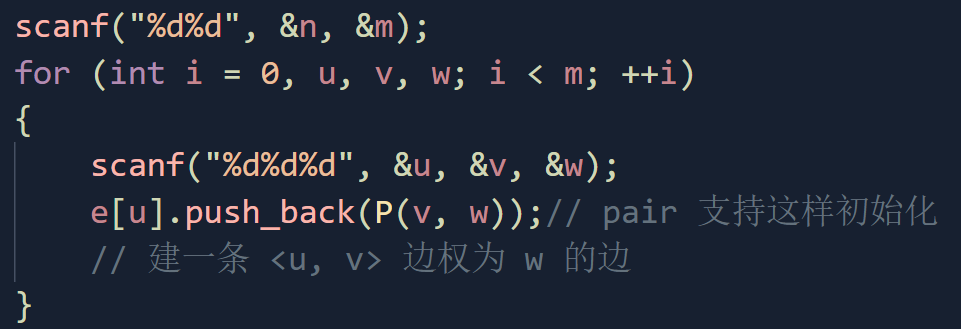 scanf("%d%d", &n, &m);
for (int i = 0, u, v, w; i < m; ++i)
{
    scanf("%d%d%d", &u, &v, &w);
    e[u].push_back(P(v, w));// pair 支持这样初始化
    // 建一条 <u, v> 边权为 w 的边
}